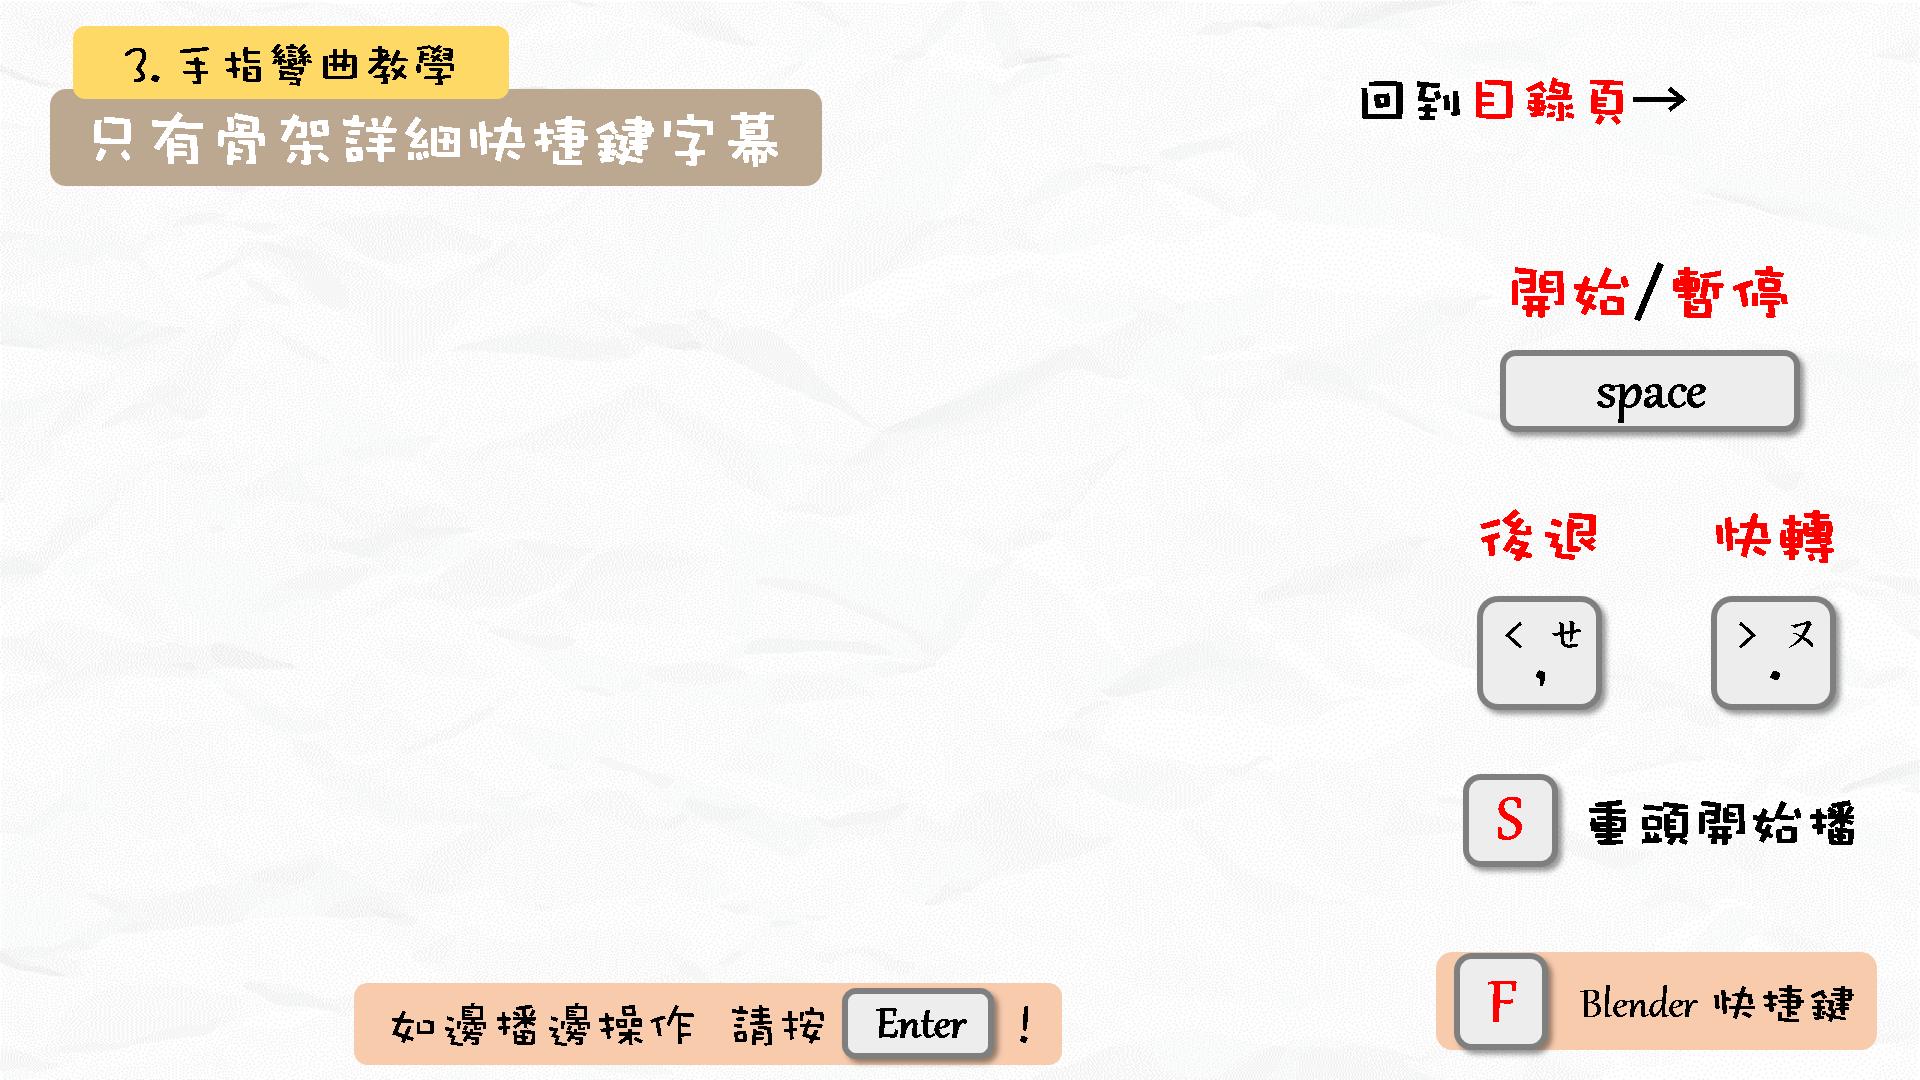 3. 手指彎曲教學
只有骨架詳細快捷鍵字幕
回到目錄頁→
開始/暫停
space
後退 快轉
< ㄝ ,
> ㄡ .
S 重頭開始播
F Blender 快捷鍵
如邊播邊操作 請按 Enter !